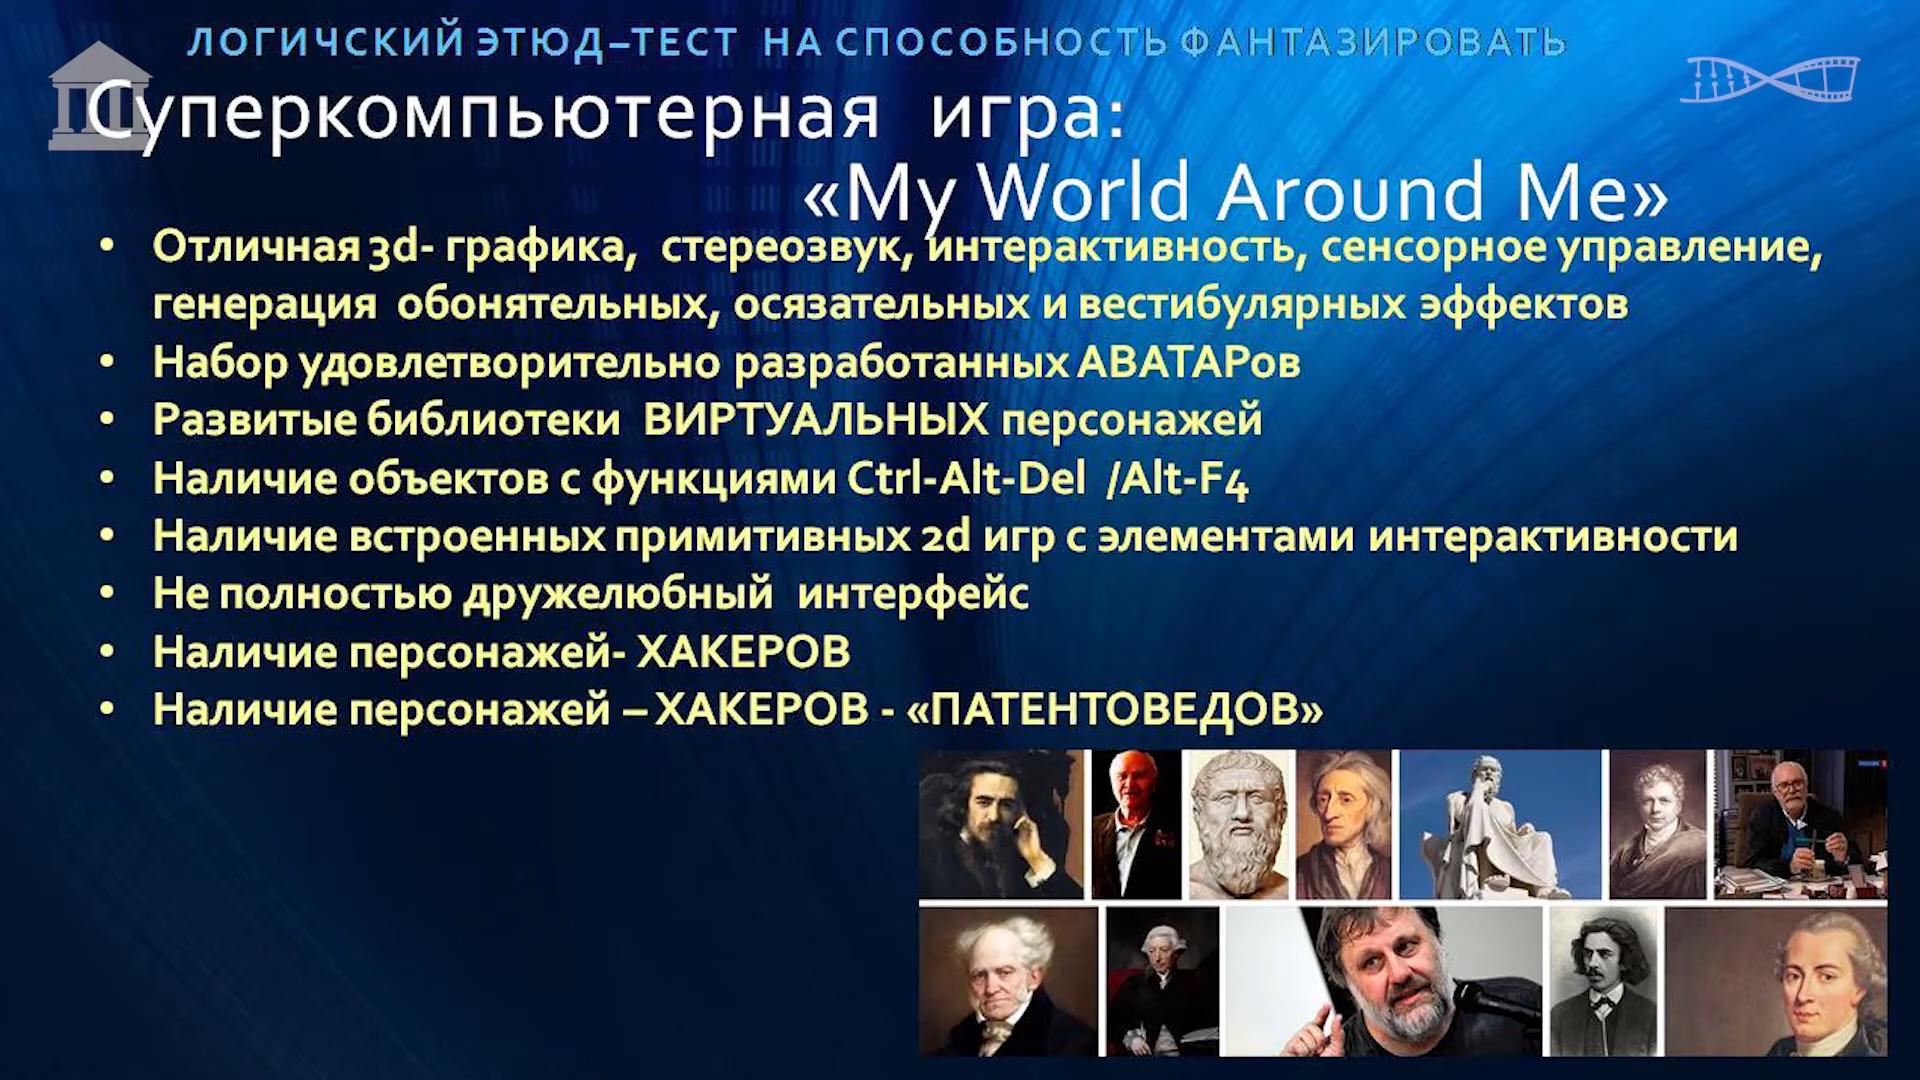 ЛОГИЧСКИЙ ЭТЮД–ТЕСТ НА СПОСОБНОСТЬ ФАНТАЗИРОВАТЬ
Суперкомпьютерная игра:
«My World Around Me»
• Отличная 3d- графика, стереозвук, интерактивность, сенсорное управление,
генерация обонятельных, осязательных и вестибулярных эффектов
• Набор удовлетворительно разработанных АВАТАРов
• Развитые библиотеки ВИРТУАЛЬНЫХ персонажей
• Наличие объектов с функциями Ctrl-Alt-Del /Alt-F4
• Наличие встроенных примитивных 2d игр с элементами интерактивности
• Не полностью дружелюбный интерфейс
• Наличие персонажей- ХАКЕРОВ
• Наличие персонажей – ХАКЕРОВ - «ПАТЕНТОВЕДОВ»